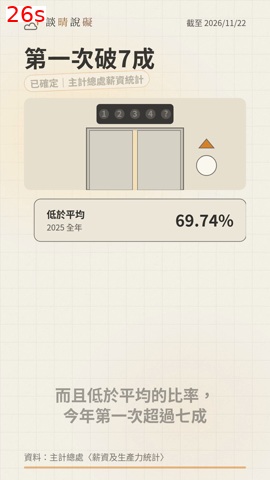 26s
談晴說礙
截至 2026/11/22
第一次破7成
已確定｜主計總處薪資統計
1 2 3 4 7
低於平均
2025 全年
69.74%
而且低於平均的比率，
今年第一次超過七成
資料：主計總處〈薪資及生產力統計〉